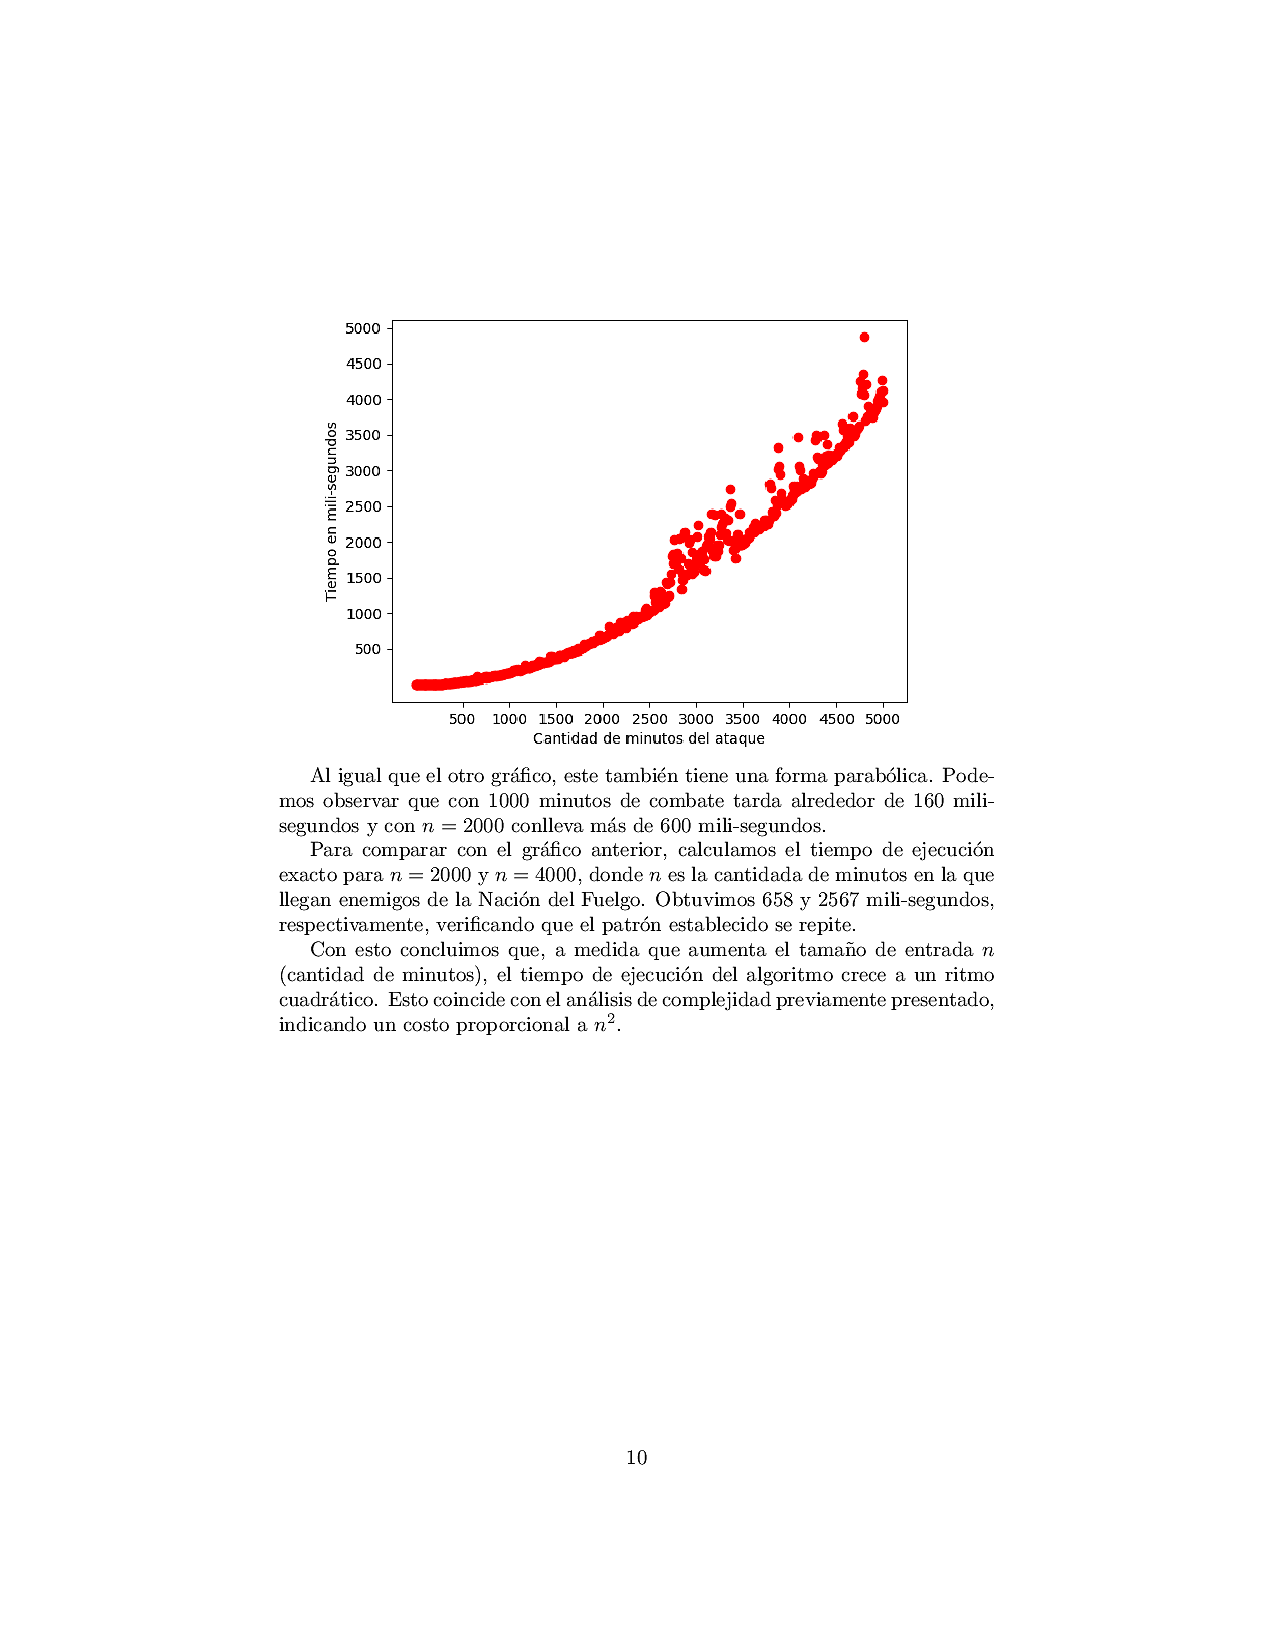 5000
4500
4000
3500
3000
2500
2000
1500
1000
500
Tiempo en mili-segundos
500 1000 1500 2000 2500 3000 3500 4000 4500 5000
Cantidad de minutos del ataque
Al igual que el otro gráfico, este también tiene una forma parabólica. Pode-
mos observar que con 1000 minutos de combate tarda alrededor de 160 mili-
segundos y con n = 2000 conlleva más de 600 mili-segundos.
Para comparar con el gráfico anterior, calculamos el tiempo de ejecución
exacto para n = 2000 y n = 4000, donde n es la cantidada de minutos en la que
llegan enemigos de la Nación del Fuelgo. Obtuvimos 658 y 2567 mili-segundos,
respectivamente, verificando que el patrón establecido se repite.
Con esto concluimos que, a medida que aumenta el tamaño de entrada n
(cantidad de minutos), el tiempo de ejecución del algoritmo crece a un ritmo
cuadrático. Esto coincide con el análisis de complejidad previamente presentado,
indicando un costo proporcional a n².
10